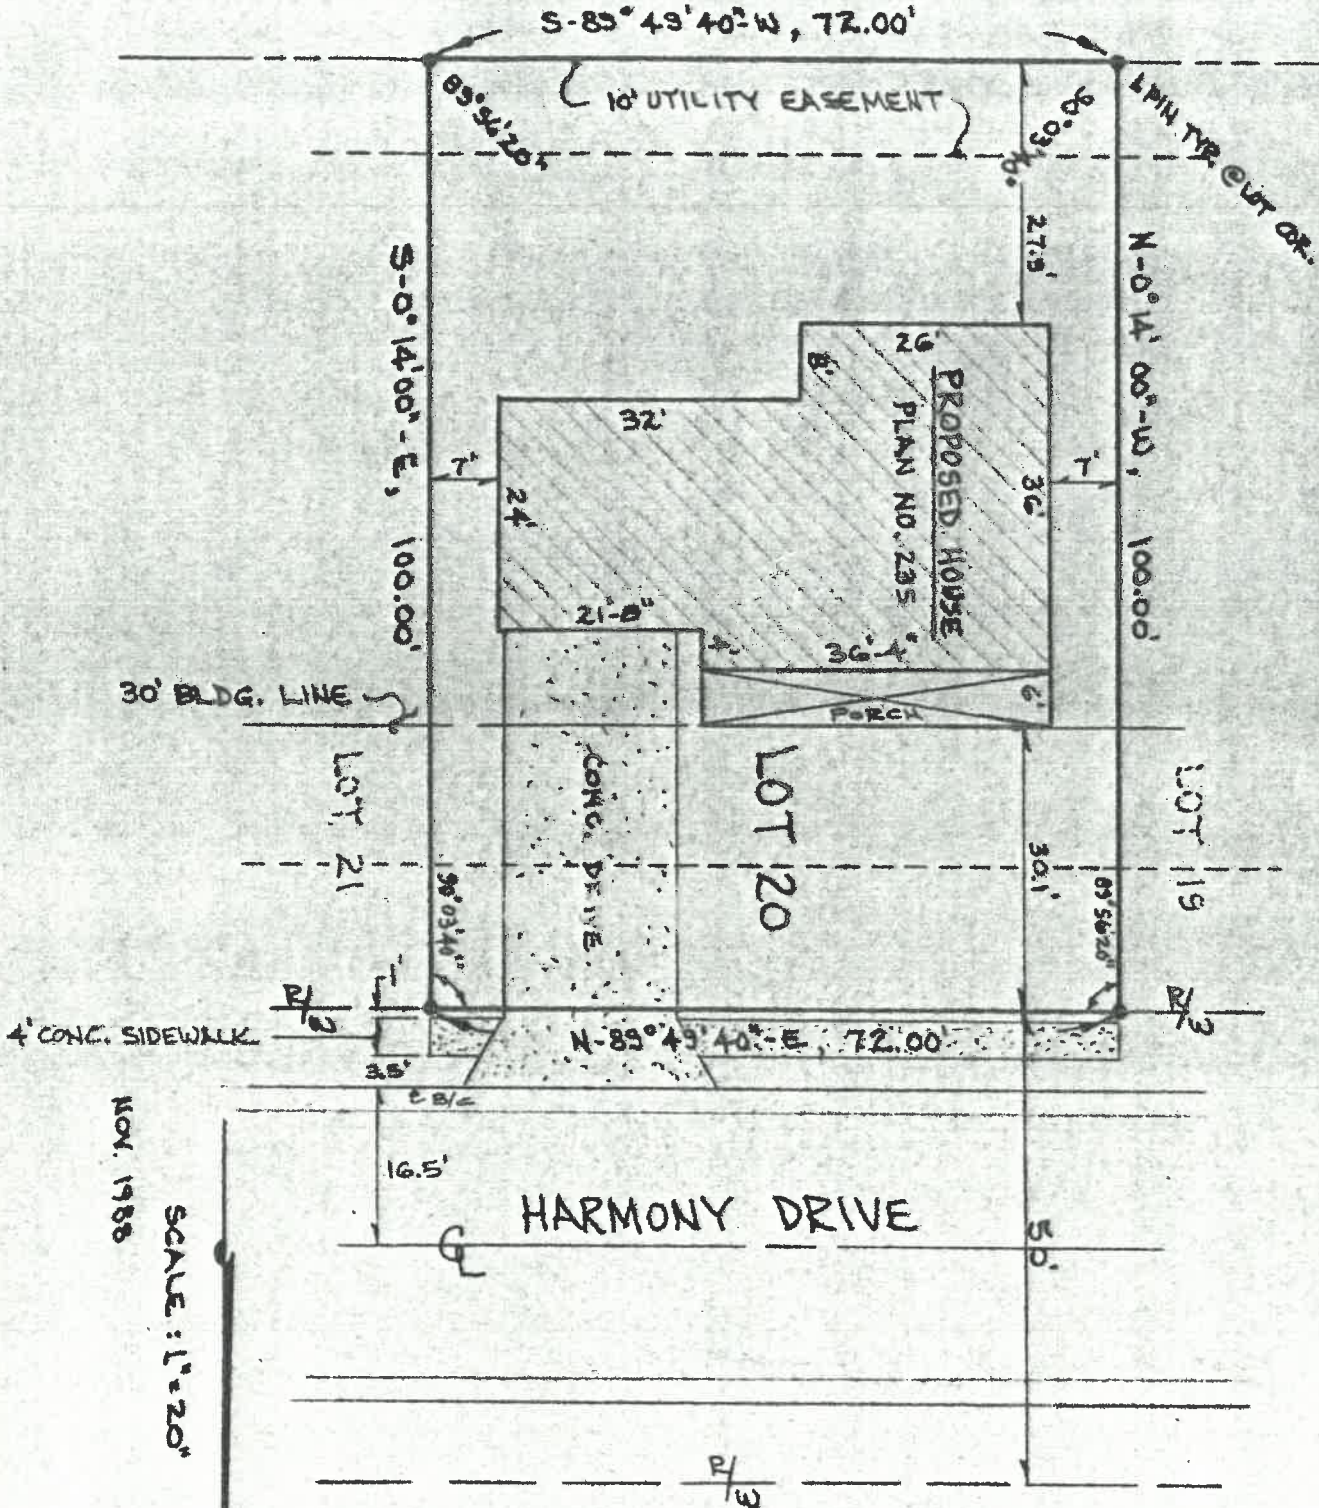 S-89°49'40"-W, 72.00'
10' UTILITY EASEMENT
89°56'20"
90°03'40"
1 PIN TYP. @ LOT COR.
27.9'
S-0°14'00"-E, 100.00'
N-0°14'00"-W, 100.00'
26'
8'
PROPOSED HOUSE
PLAN NO. 235
32'
7'
24'
36'
7'
21'-8"
4'
36'-4"
6'
PORCH
30' BLDG. LINE
LOT 21
CONC. DRIVE
LOT 20
LOT 19
30.1'
90°03'40"
89°56'20"
1'
R/W
R/W
4' CONC. SIDEWALK
N-89°49'40"-E, 72.00'
3.5'
B/C
16.5'
HARMONY DRIVE
CL
50'
NOV. 1988
SCALE: 1"=20"
R/W